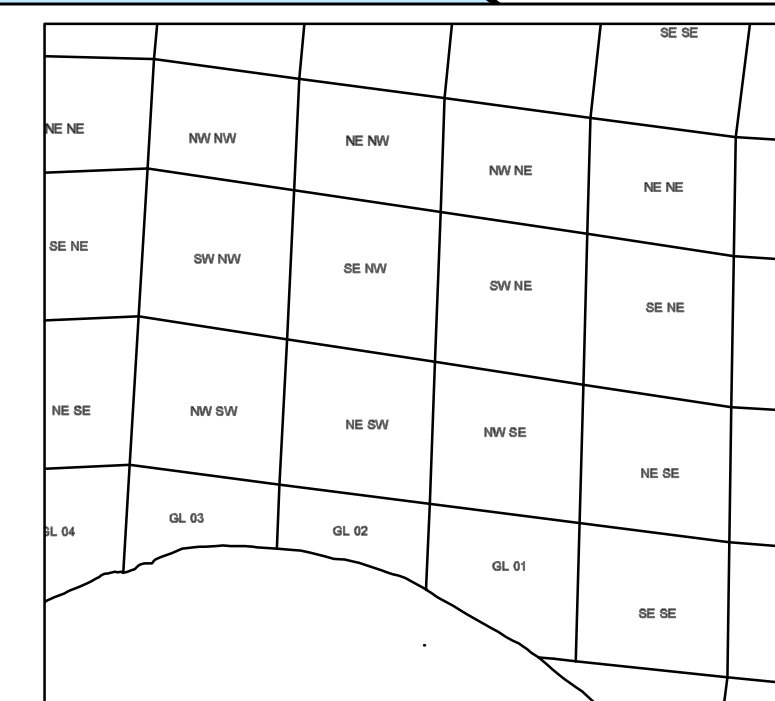 SE SE
NE NE
NW NW
NE NW
NW NE
NE NE
SE NE
SW NW
SE NW
SW NE
SE NE
NE SE
NW SW
NE SW
NW SE
NE SE
GL 04
GL 03
GL 02
GL 01
SE SE